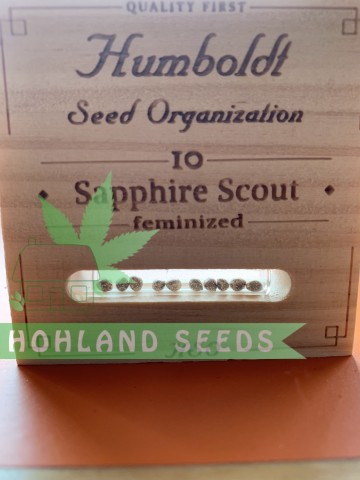 QUALITY FIRST
Humboldt
Seed Organization
10
Sapphire Scout
feminized
HOHLAND SEEDS